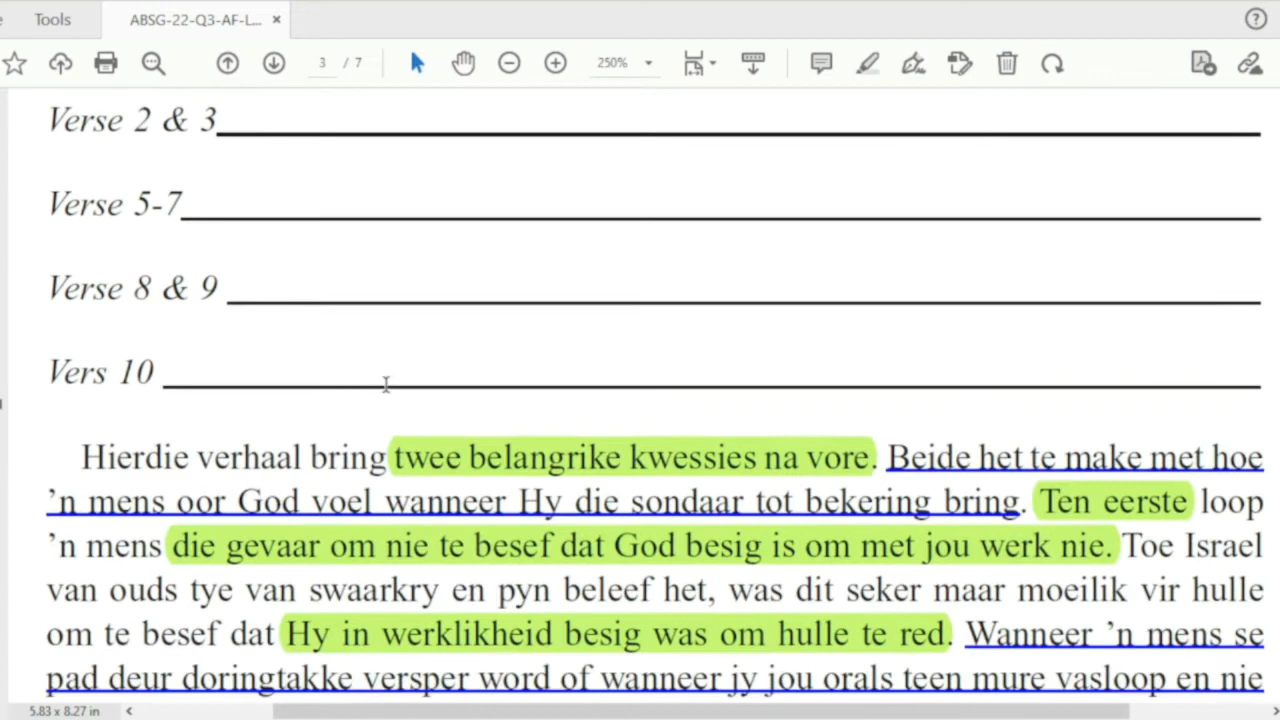 Tools
ABSG-22-Q3-AF-L... ×
3 / 7
250%
Verse 2 & 3
Verse 5-7
Verse 8 & 9
Vers 10
Hierdie verhaal bring twee belangrike kwessies na vore. Beide het te make met hoe
’n mens oor God voel wanneer Hy die sondaar tot bekering bring. Ten eerste loop
’n mens die gevaar om nie te besef dat God besig is om met jou werk nie. Toe Israel
van ouds tye van swaarkry en pyn beleef het, was dit seker maar moeilik vir hulle
om te besef dat Hy in werklikheid besig was om hulle te red. Wanneer ’n mens se
pad deur doringtakke versper word of wanneer jy jou orals teen mure vasloop en nie
5.83 x 8.27 in